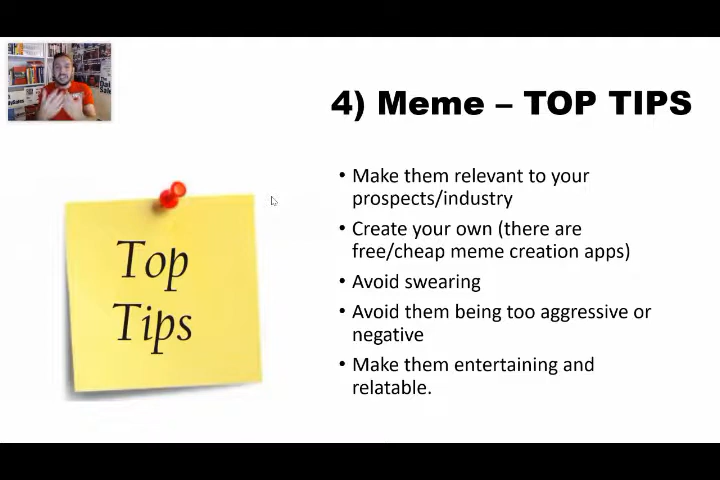 4) Meme – TOP TIPS
• Make them relevant to your
prospects/industry
• Create your own (there are
free/cheap meme creation apps)
• Avoid swearing
• Avoid them being too aggressive or
negative
• Make them entertaining and
relatable.
Top
Tips